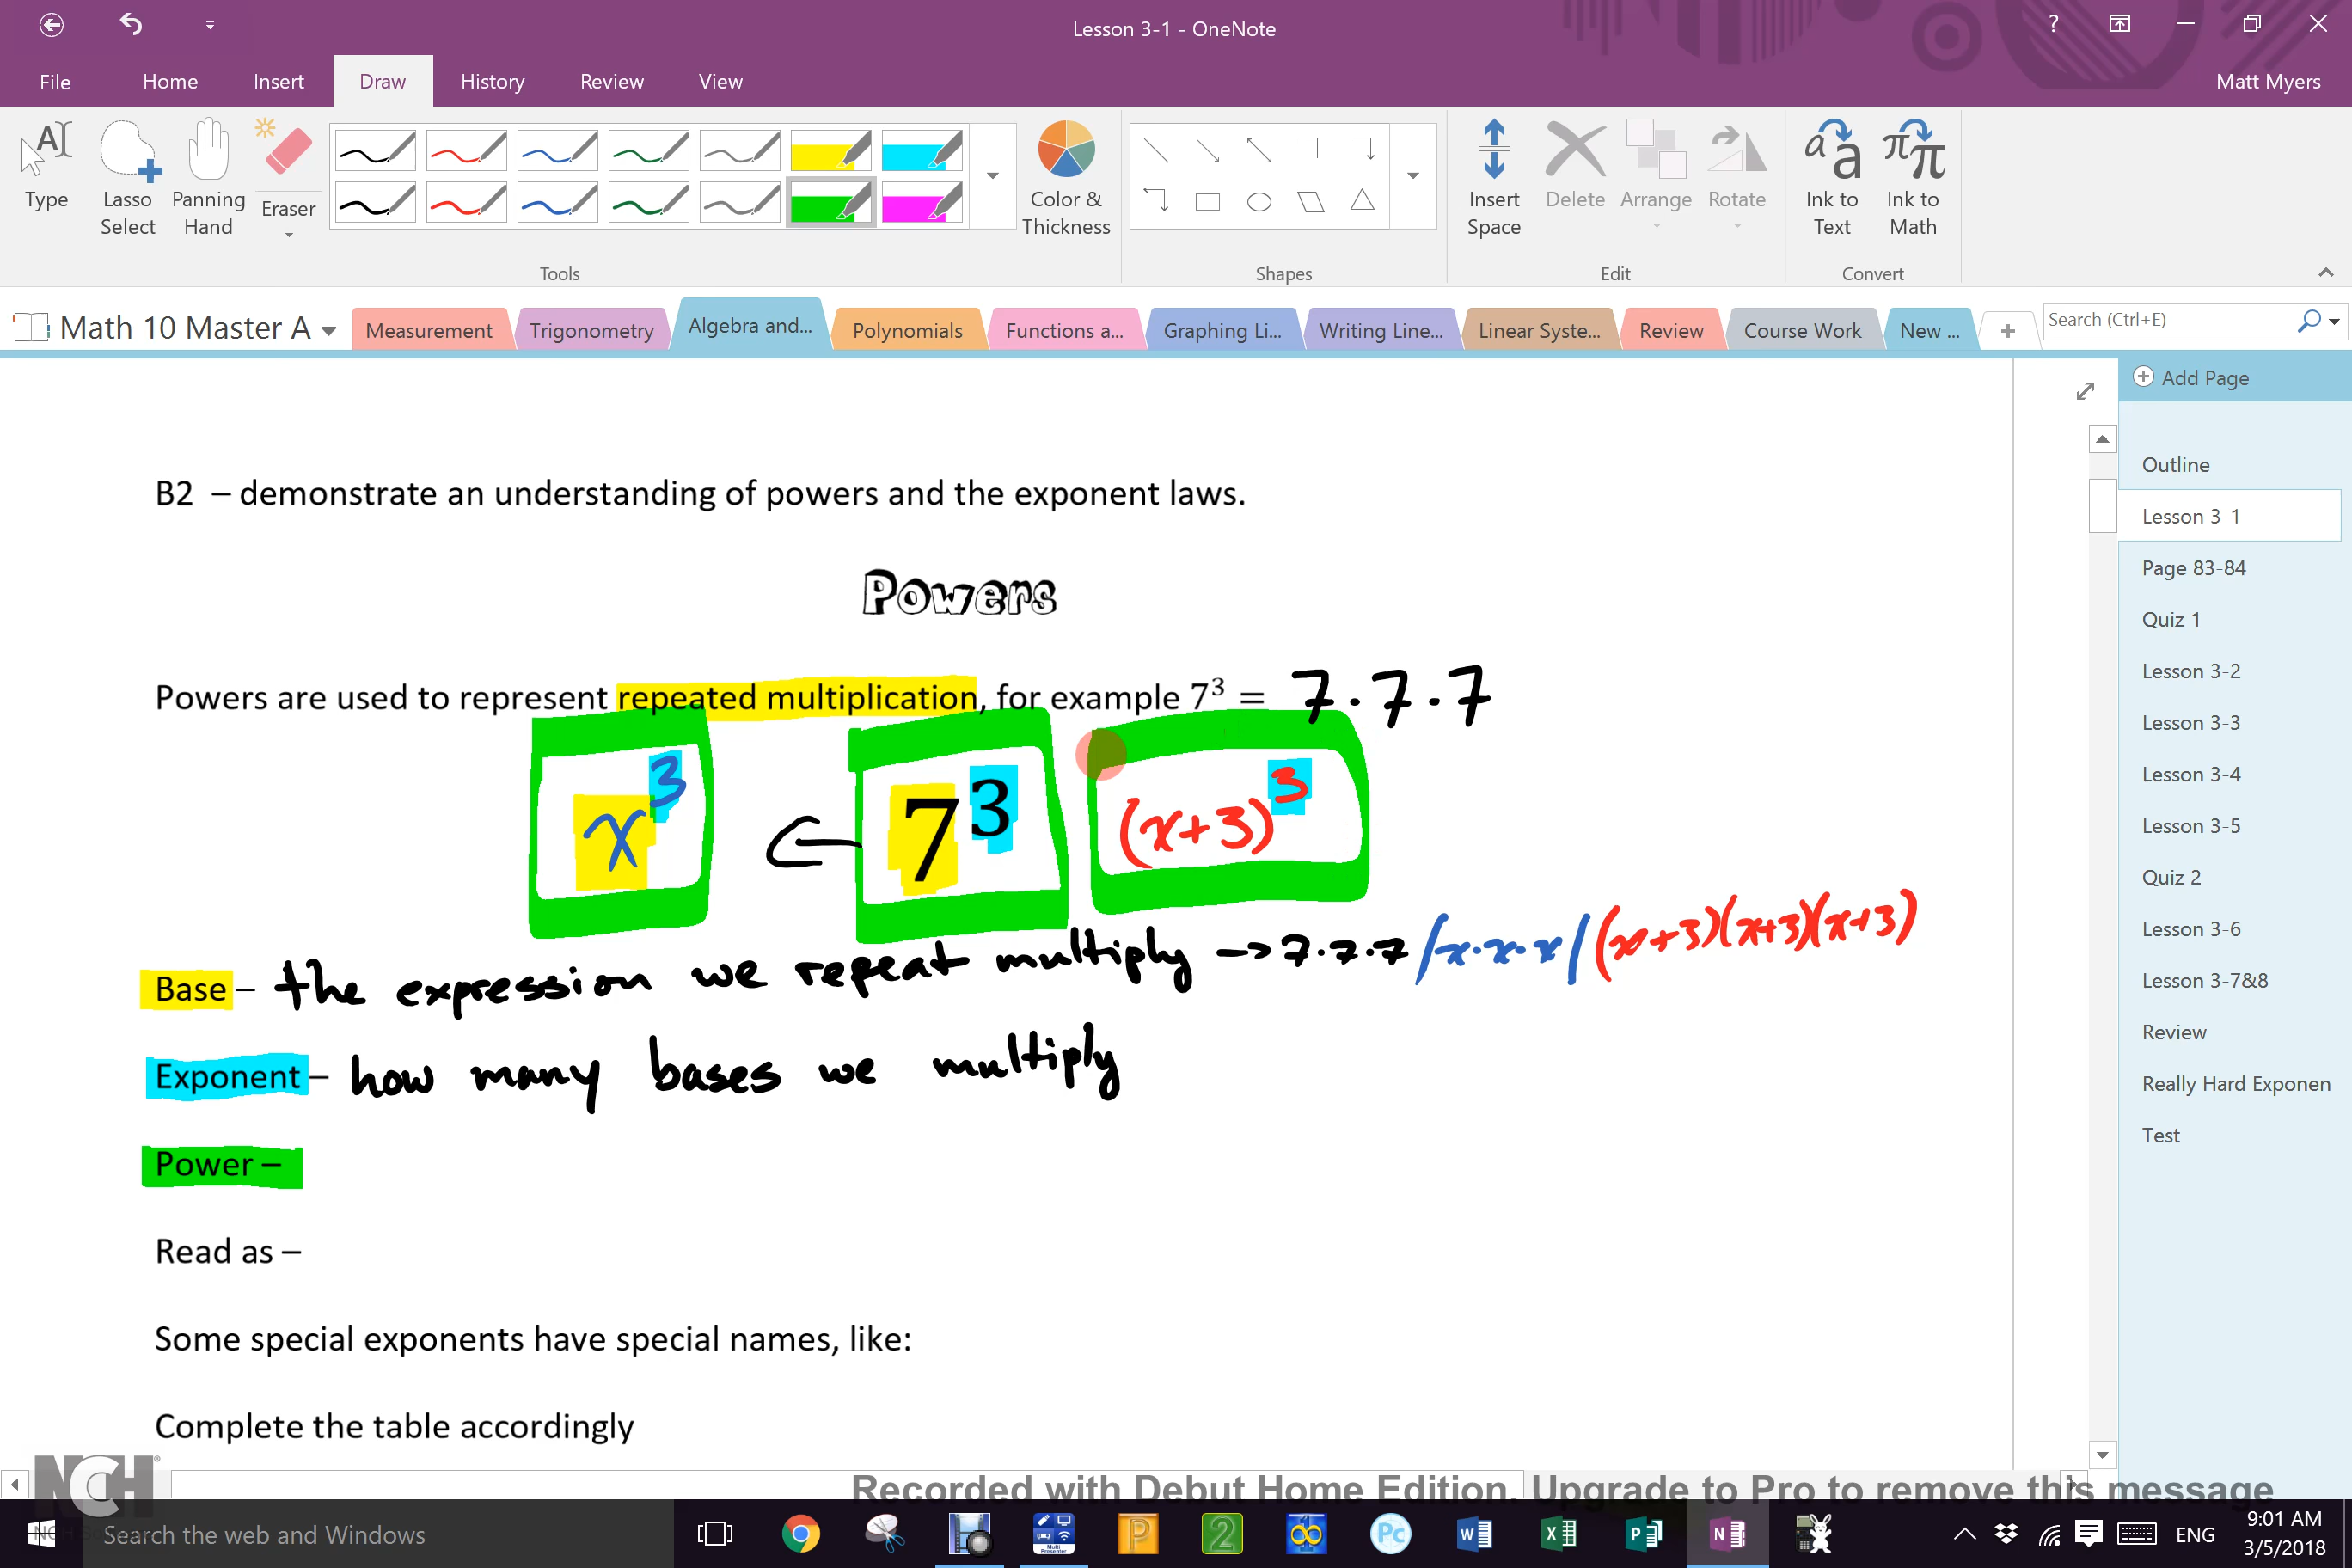 Lesson 3-1 - OneNote
?
File Home Insert Draw History Review View Matt Myers
Type
Lasso Select
Panning Hand
Eraser
Color & Thickness
Insert Space
Delete
Arrange
Rotate
Ink to Text
Ink to Math
Tools Shapes Edit Convert
Math 10 Master A Measurement Trigonometry Algebra and... Polynomials Functions a... Graphing Li... Writing Line... Linear Syste... Review Course Work New ... + Search (Ctrl+E)
Add Page
Outline
Lesson 3-1
Page 83-84
Quiz 1
Lesson 3-2
Lesson 3-3
Lesson 3-4
Lesson 3-5
Quiz 2
Lesson 3-6
Lesson 3-7&8
Review
Really Hard Exponen
Test
B2 – demonstrate an understanding of powers and the exponent laws.
Powers
Powers are used to represent repeated multiplication, for example 7³ = 7·7·7
x³ ← 7³ (x+3)³
Base – the expression we repeat multiply → 7·7·7 / x·x·x / (x+3)(x+3)(x+3)
Exponent – how many bases we multiply
Power –
Read as –
Some special exponents have special names, like:
Complete the table accordingly
NCH
Recorded with Debut Home Edition. Upgrade to Pro to remove this message
Search the web and Windows
ENG
9:01 AM
3/5/2018